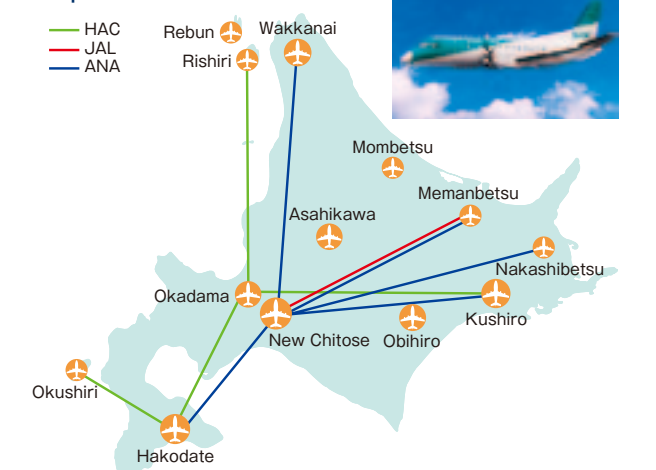 HAC
JAL
ANA
Rebun
Wakkanai
Rishiri
Mombetsu
Memanbetsu
Asahikawa
Nakashibetsu
Okadama
Kushiro
New Chitose
Obihiro
Okushiri
Hakodate